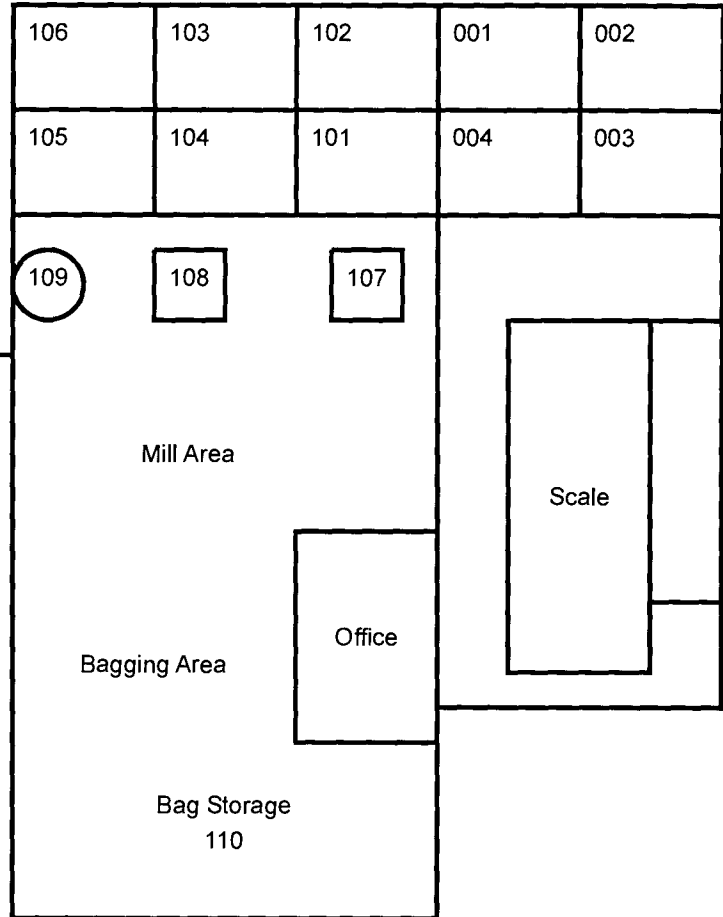 106 103 102 001 002
105 104 101 004 003
109 108 107
Mill Area
Scale
Office
Bagging Area
Bag Storage
110